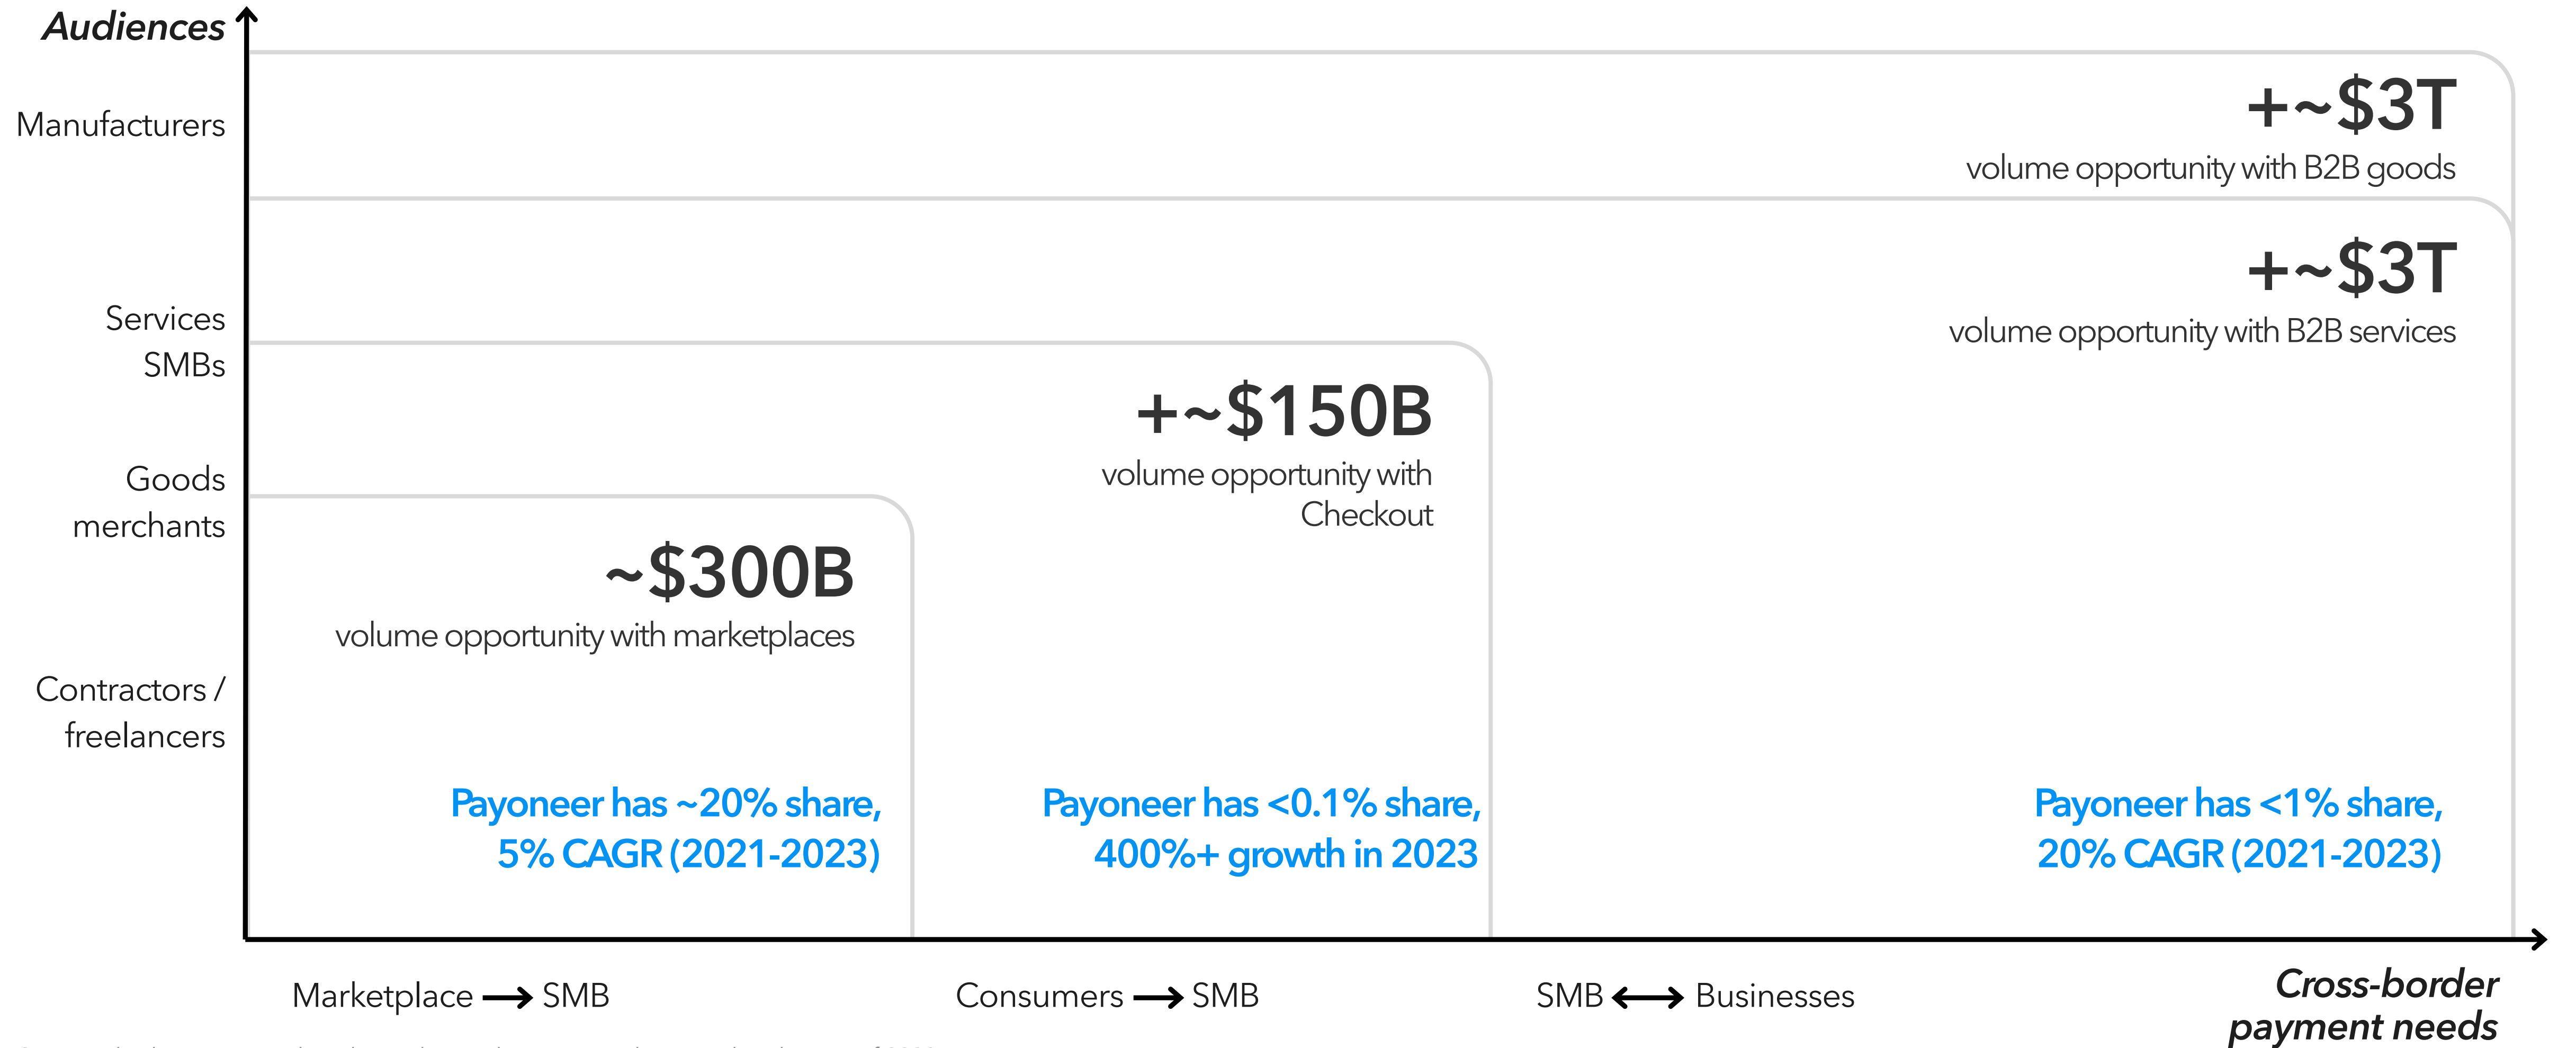 Audiences
Manufacturers
+~$3T
volume opportunity with B2B goods
+~$3T
volume opportunity with B2B services
Services
SMBs
+~$150B
volume opportunity with
Checkout
Goods
merchants
~$300B
volume opportunity with marketplaces
Contractors /
freelancers
Payoneer has ~20% share,
5% CAGR (2021-2023)
Payoneer has <0.1% share,
400%+ growth in 2023
Payoneer has <1% share,
20% CAGR (2021-2023)
Marketplace → SMB
Consumers → SMB
SMB ↔ Businesses
Cross-border
payment needs